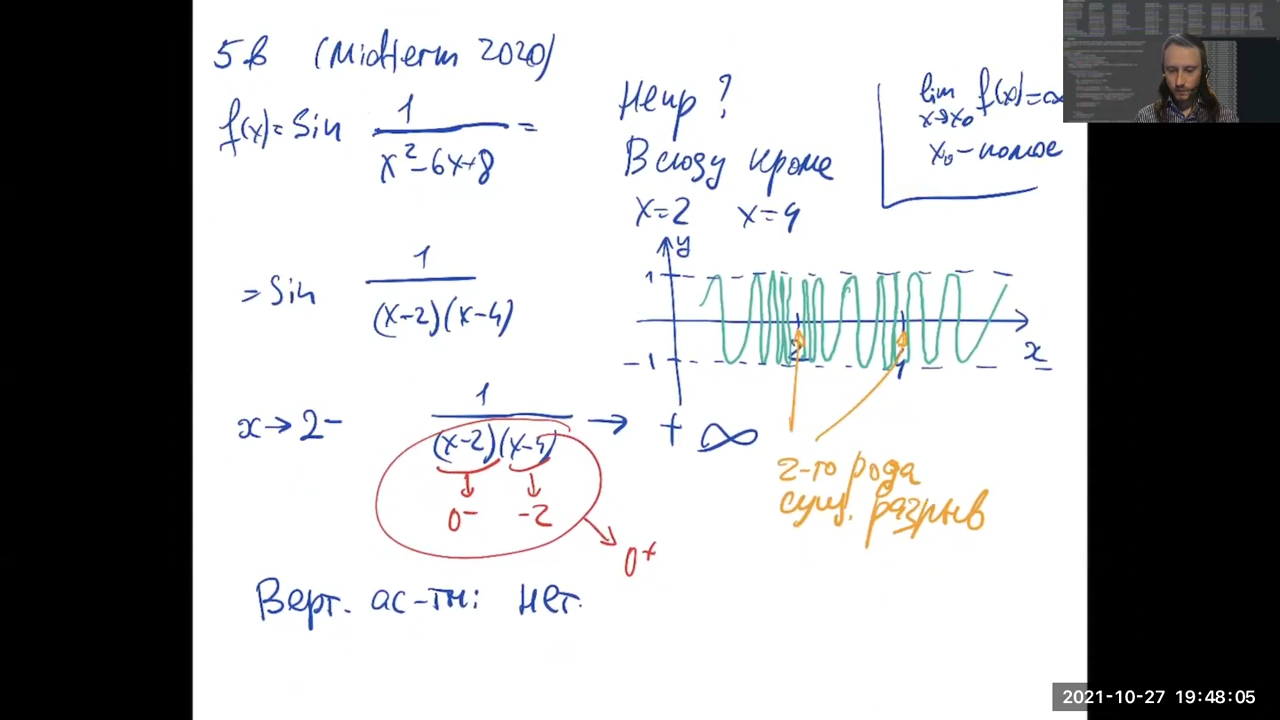 5в (Midterm 2020)
f(x) = sin 1/(x²-6x+8) =
= sin 1/((x-2)(x-4))
x→2- 1/((x-2)(x-4)) → +∞
0- -2
0+
Верт. ас-ты: нет.
Непр?
Всюду кроме
x=2 x=4
y
1
-1
2
4
x
2-го рода
сущ. разрыв
lim f(x)=∞
x→x₀
x₀ - полюс
2021-10-27 19:48:05